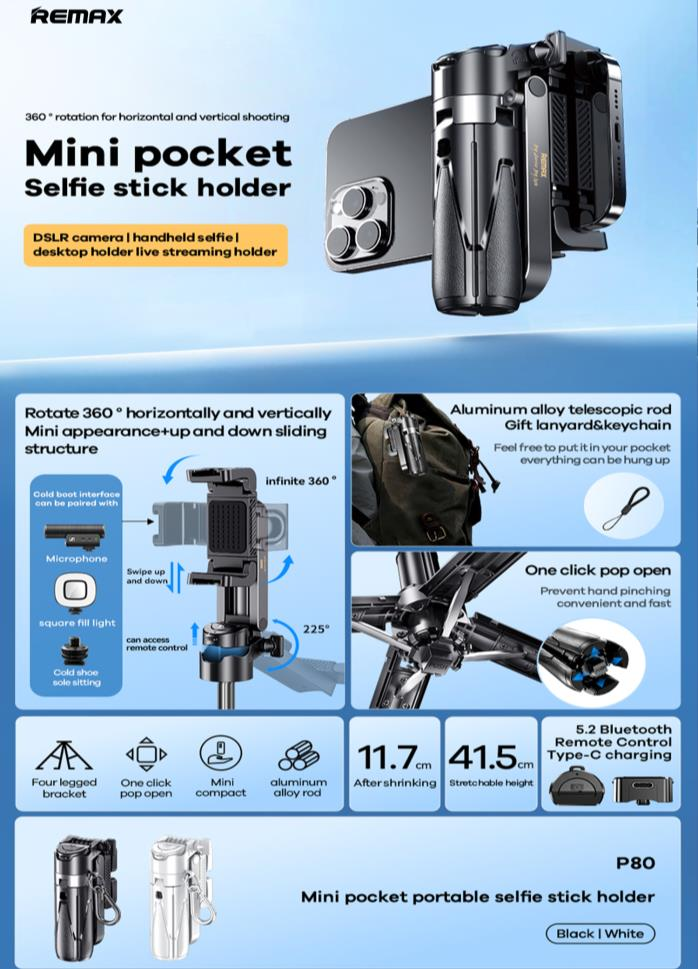 REMAX
360 ° rotation for horizontal and vertical shooting
Mini pocket
Selfie stick holder
DSLR camera | handheld selfie |
desktop holder live streaming holder
REMAX
Rotate 360 ° horizontally and vertically
Mini appearance+up and down sliding
structure
infinite 360 °
Cold boot interface
can be paired with
Microphone
square fill light
Cold shoe
sole sitting
Swipe up
and down
can access
remote control
225°
Aluminum alloy telescopic rod
Gift lanyard&keychain
Feel free to put it in your pocket
everything can be hung up
One click pop open
Prevent hand pinching
convenient and fast
Four legged
bracket
One click
pop open
Mini
compact
aluminum
alloy rod
11.7cm
After shrinking
41.5cm
Stretchable height
5.2 Bluetooth
Remote Control
Type-C charging
P80
Mini pocket portable selfie stick holder
Black | White